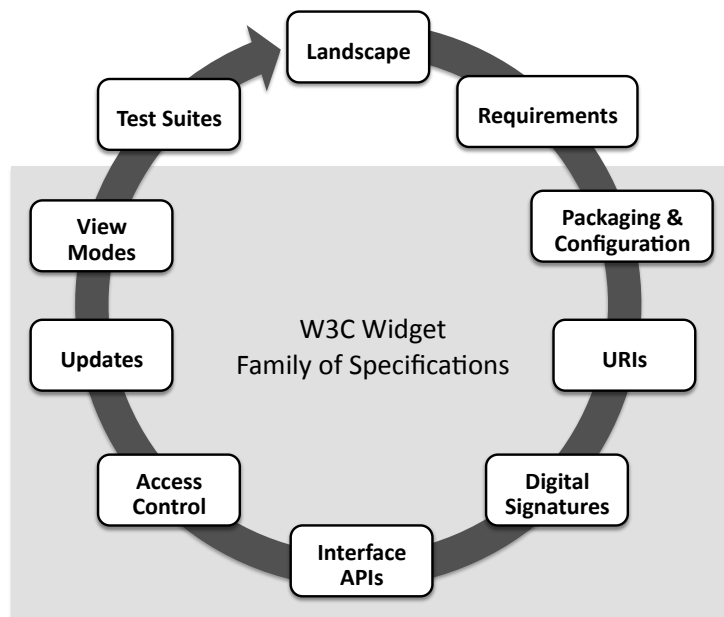 Landscape
Requirements
Packaging &
Configuration
URIs
Digital
Signatures
Interface
APIs
Access
Control
Updates
View
Modes
Test Suites
W3C Widget
Family of Specifications